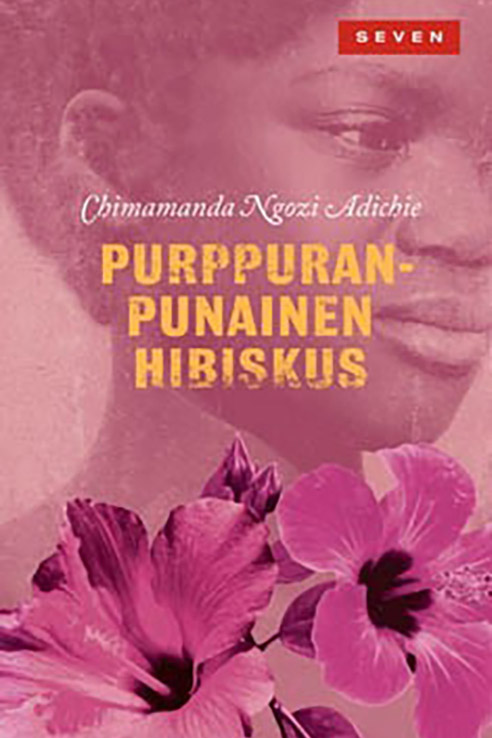 SEVEN
Chimamanda Ngozi Adichie
PURPPURAN-
PUNAINEN
HIBISKUS